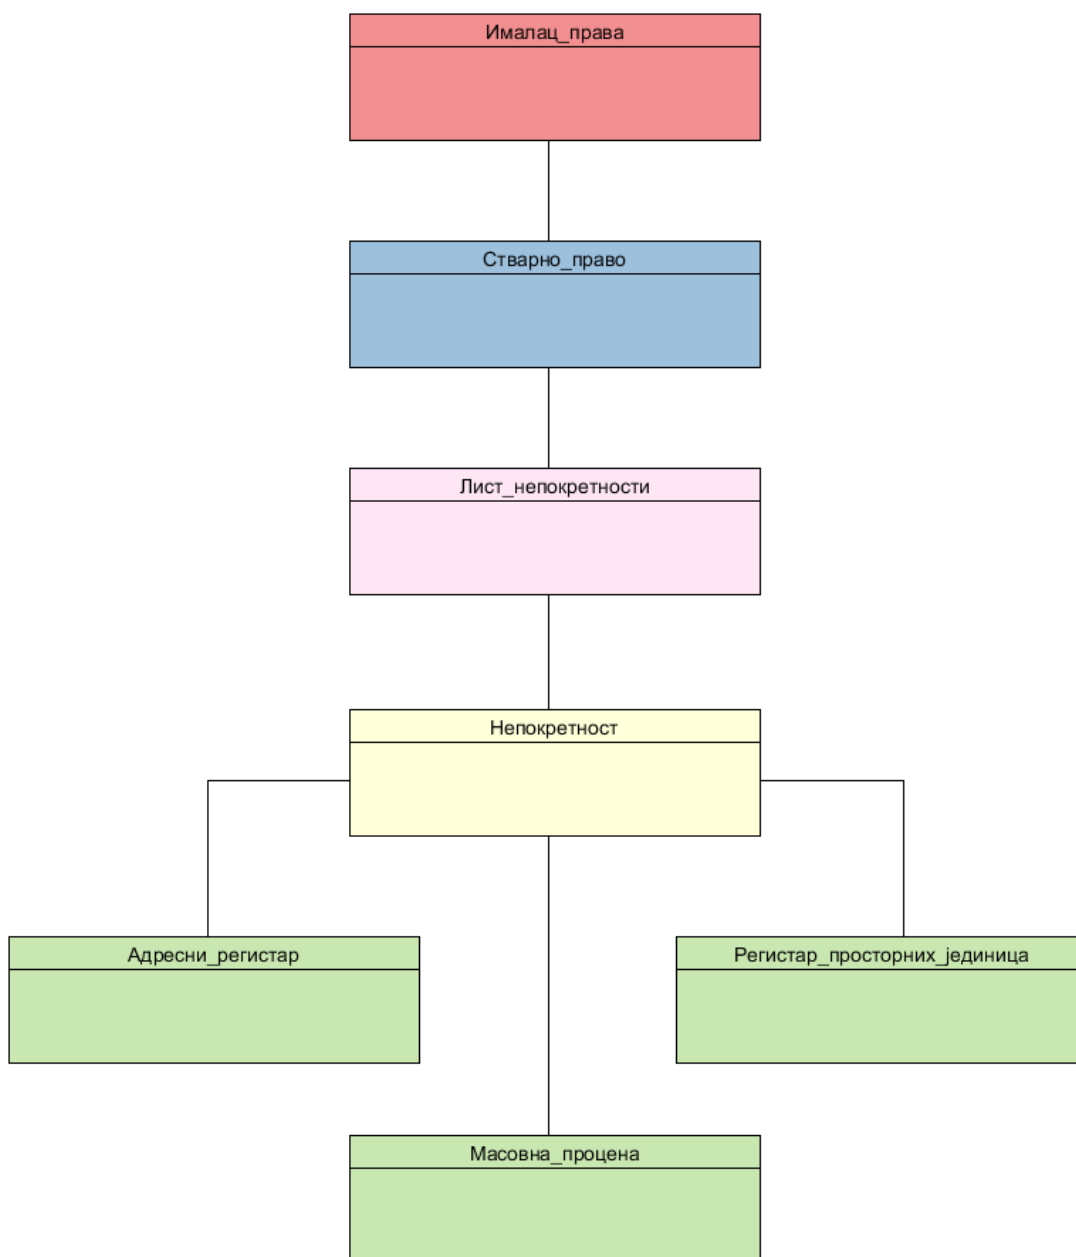 Ималац_права
Стварно_право
Лист_непокретности
Непокретност
Адресни_регистар
Регистар_просторних_јединица
Масовна_процена